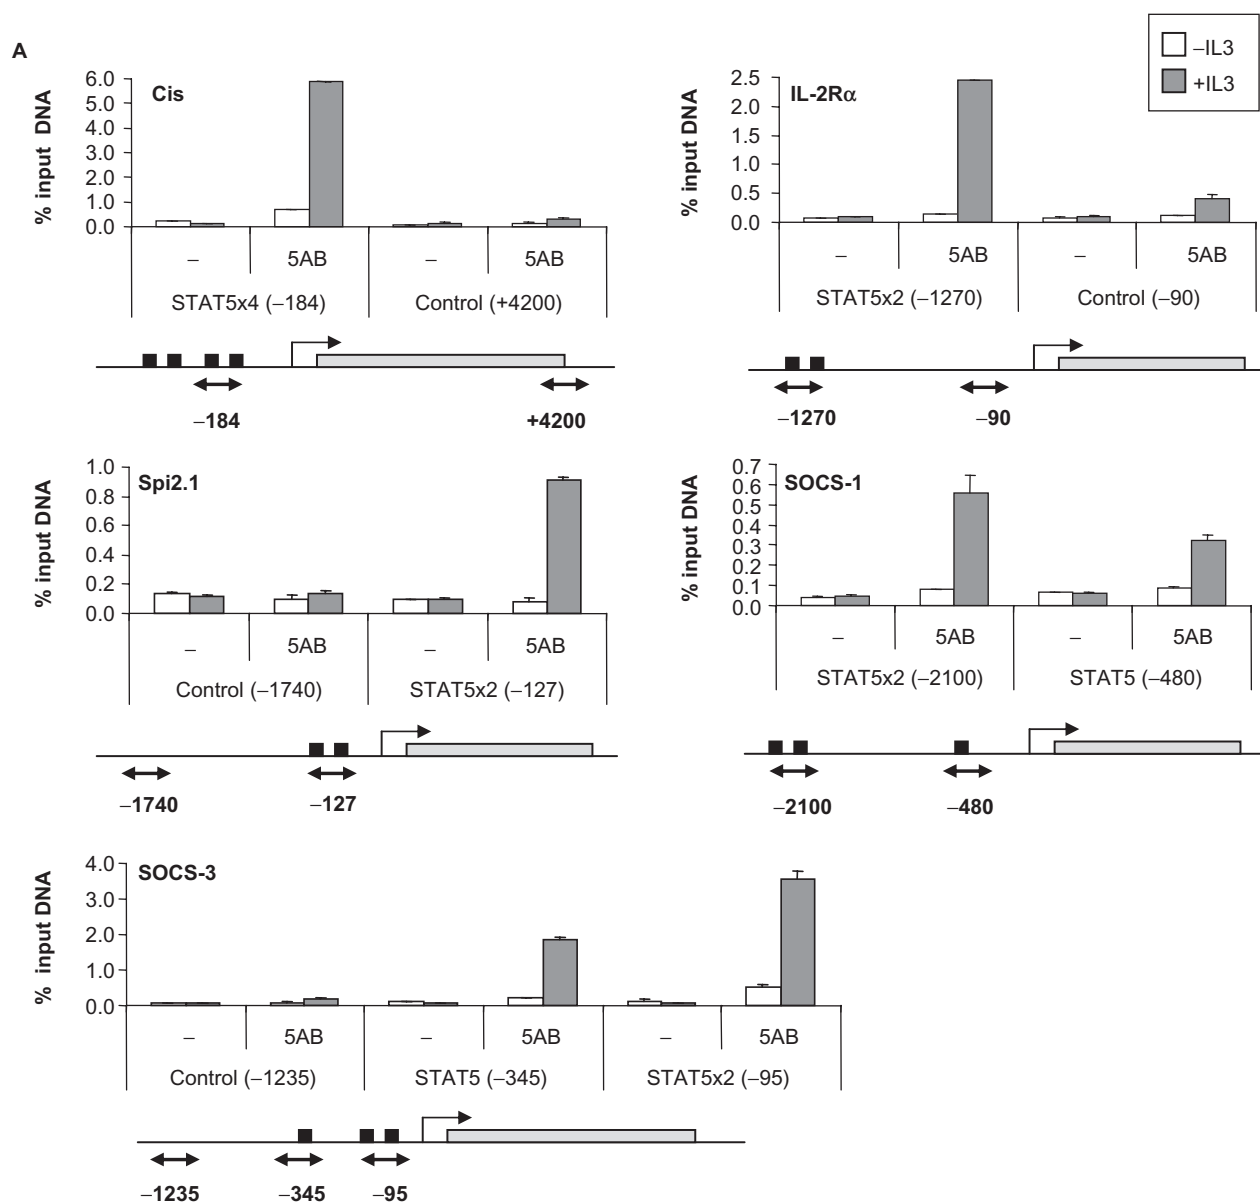 A
–IL3
+IL3
% input DNA
6.0
5.0
4.0
3.0
2.0
1.0
0.0
Cis
– 5AB – 5AB
STAT5x4 (–184) Control (+4200)
–184 +4200
% input DNA
2.5
2.0
1.5
1.0
0.5
0.0
IL-2Rα
– 5AB – 5AB
STAT5x2 (–1270) Control (–90)
–1270 –90
% input DNA
1.0
0.8
0.6
0.4
0.2
0.0
Spi2.1
– 5AB – 5AB
Control (–1740) STAT5x2 (–127)
–1740 –127
% input DNA
0.7
0.6
0.5
0.4
0.3
0.2
0.1
0.0
SOCS-1
– 5AB – 5AB
STAT5x2 (–2100) STAT5 (–480)
–2100 –480
% input DNA
4.0
3.0
2.0
1.0
0.0
SOCS-3
– 5AB – 5AB – 5AB
Control (–1235) STAT5 (–345) STAT5x2 (–95)
–1235 –345 –95